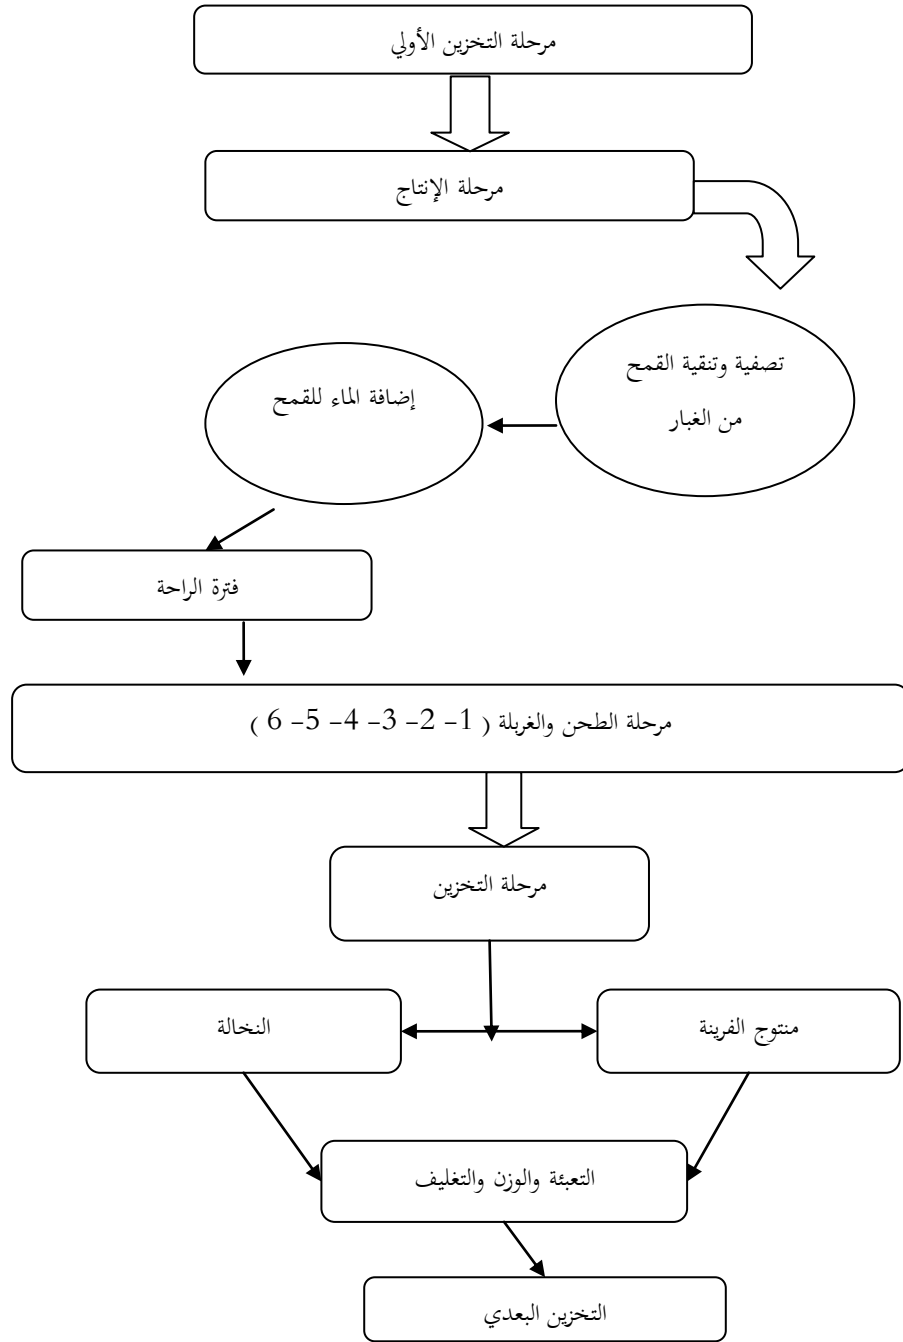 مرحلة التخزين الأولي
مرحلة الإنتاج
تصفية وتنقية القمح
من الغبار
إضافة الماء للقمح
فترة الراحة
مرحلة الطحن والغربلة ( 1- 2- 3- 4- 5- 6 )
مرحلة التخزين
منتوج الفرينة
النخالة
التعبئة والوزن والتغليف
التخزين البعدي